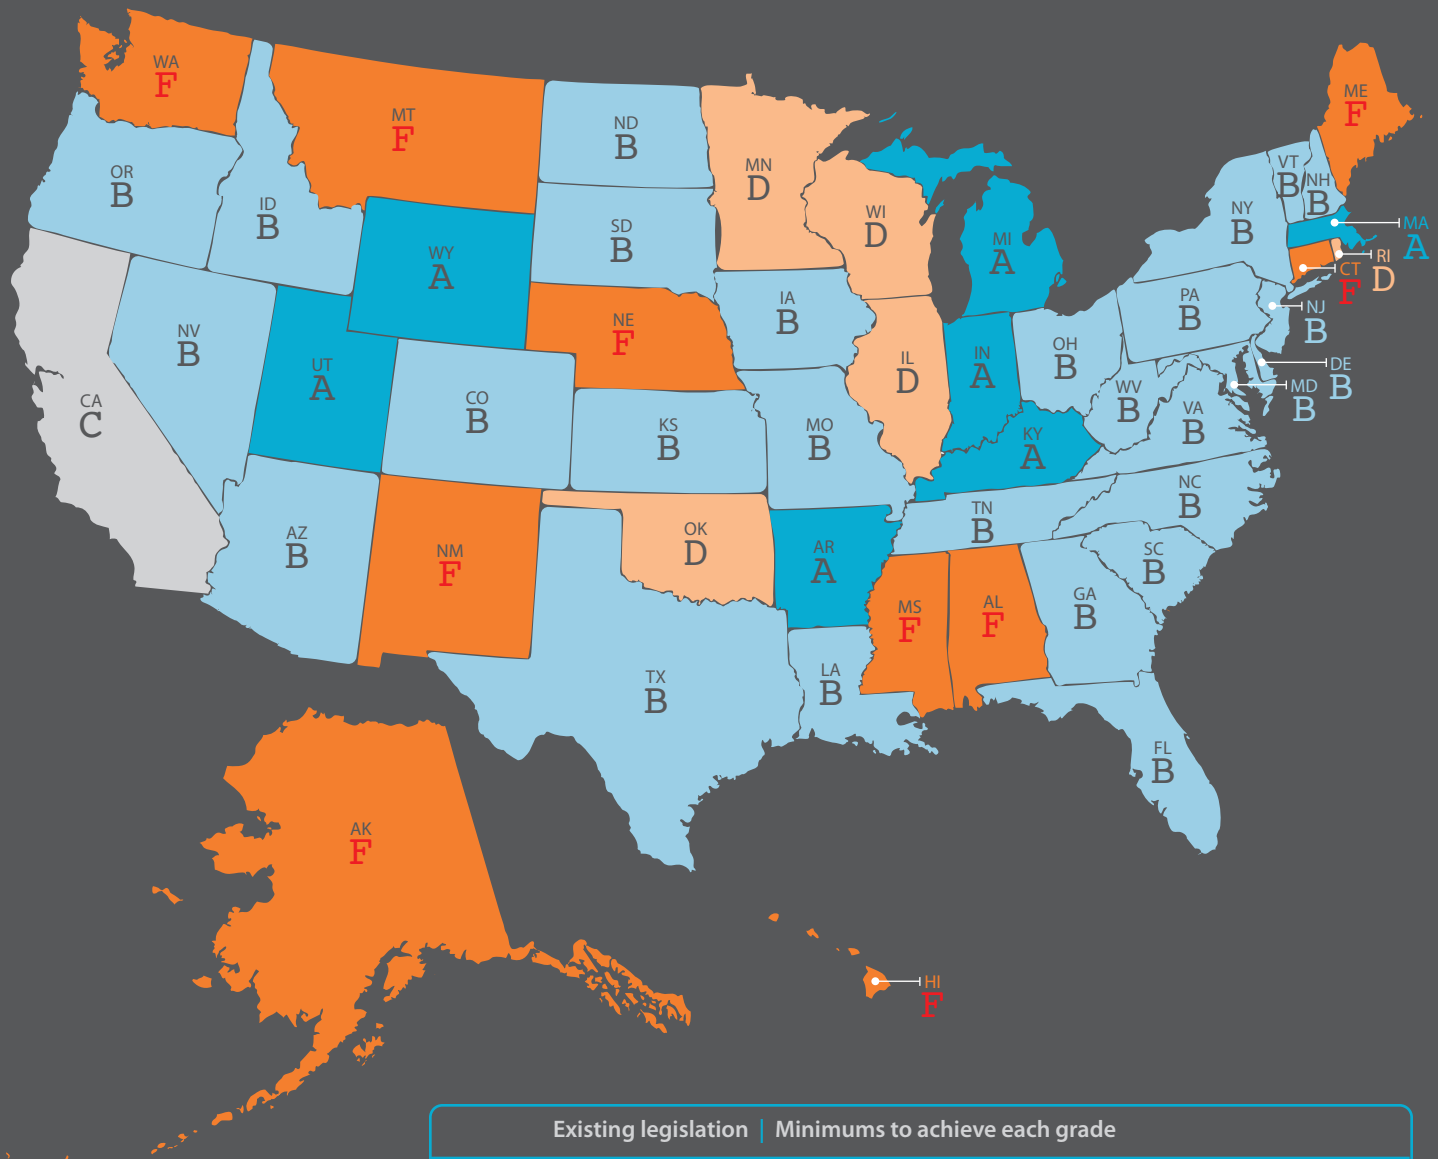 WA
F
MT
F
ME
F
ND
B
MN
D
VT
B
NH
B
OR
B
ID
B
WI
D
NY
B
MA
A
SD
B
MI
A
WY
A
RI
D
CT
F
IA
B
PA
B
NJ
B
NE
F
NV
B
OH
B
IN
A
IL
D
UT
A
DE
B
MD
B
WV
B
CA
C
CO
B
VA
B
KS
B
MO
B
KY
A
NC
B
TN
B
AZ
B
OK
D
NM
F
AR
A
SC
B
GA
B
MS
F
AL
F
TX
B
LA
B
FL
B
AK
F
HI
F
Existing legislation | Minimums to achieve each grade